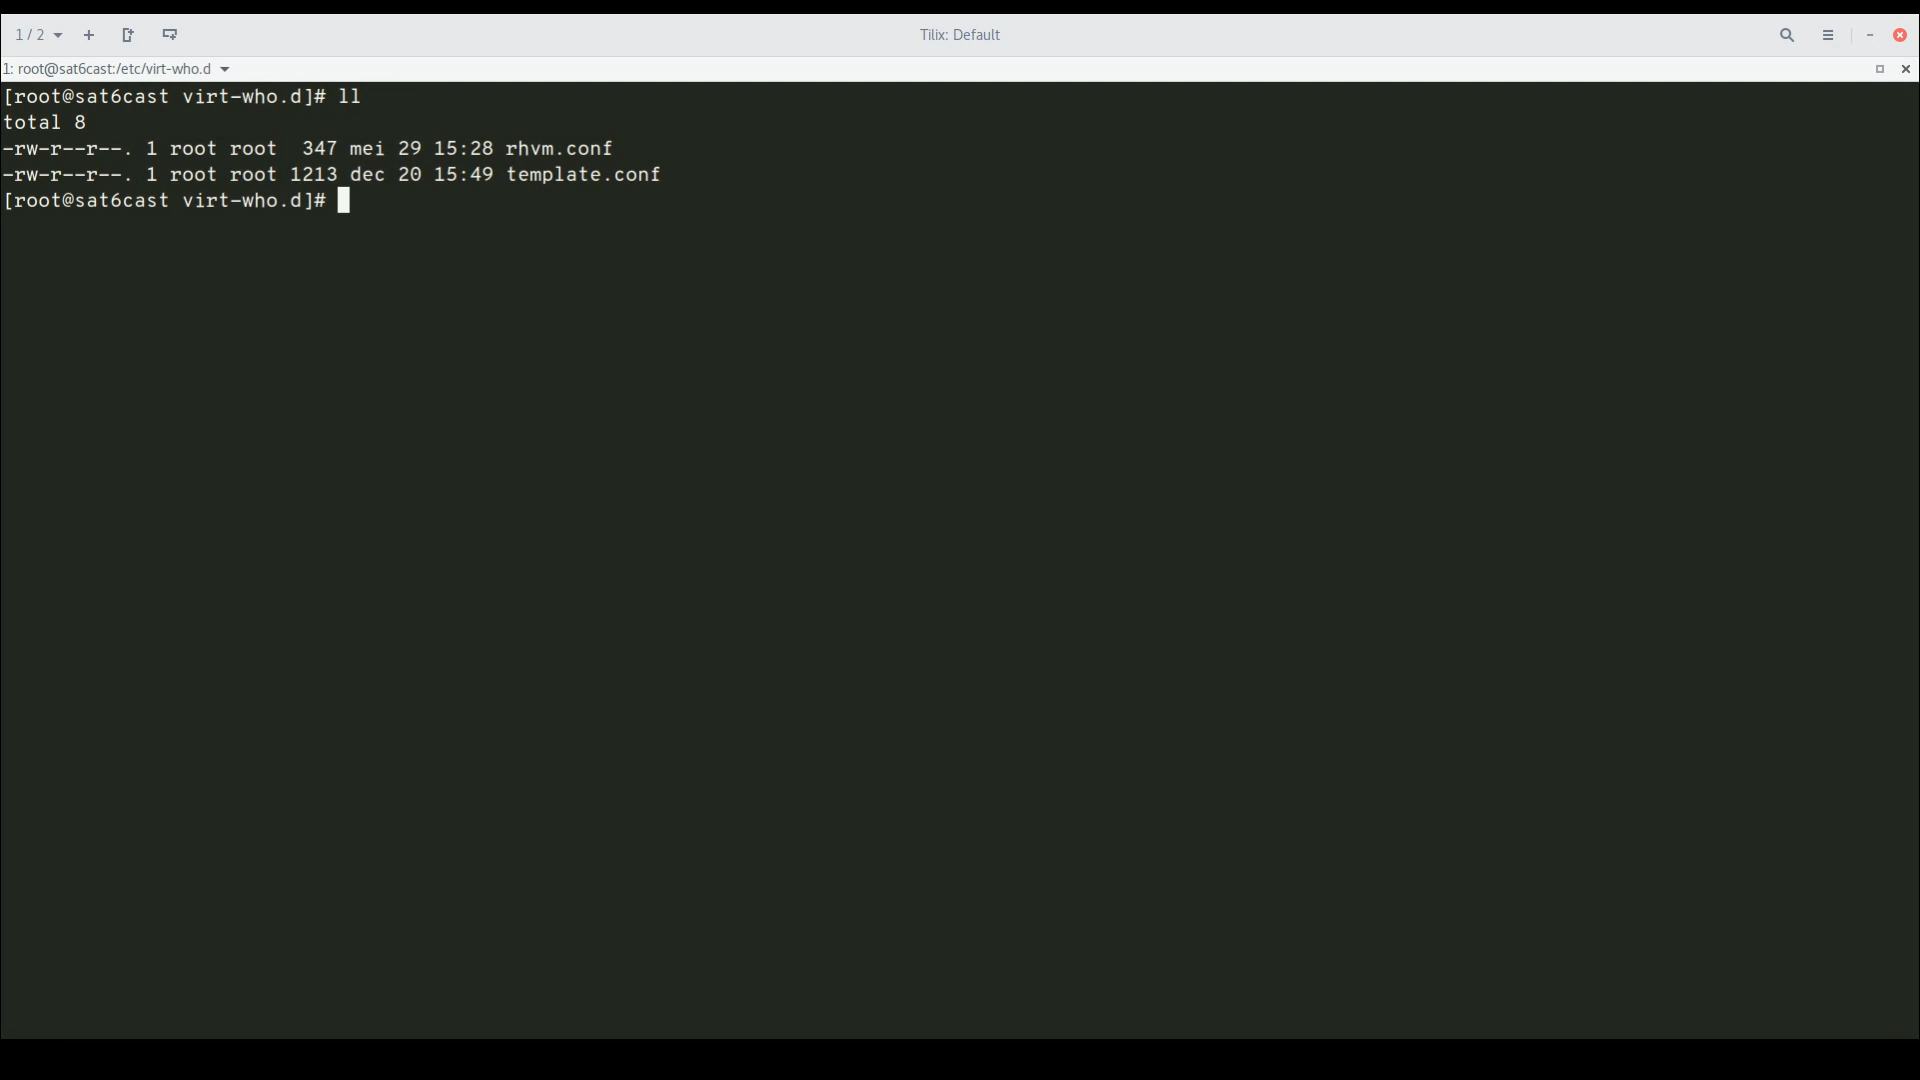 1 / 2
Tilix: Default
1: root@sat6cast:/etc/virt-who.d
[root@sat6cast virt-who.d]# ll
total 8
-rw-r--r--. 1 root root  347 mei 29 15:28 rhvm.conf
-rw-r--r--. 1 root root 1213 dec 20 15:49 template.conf
[root@sat6cast virt-who.d]#